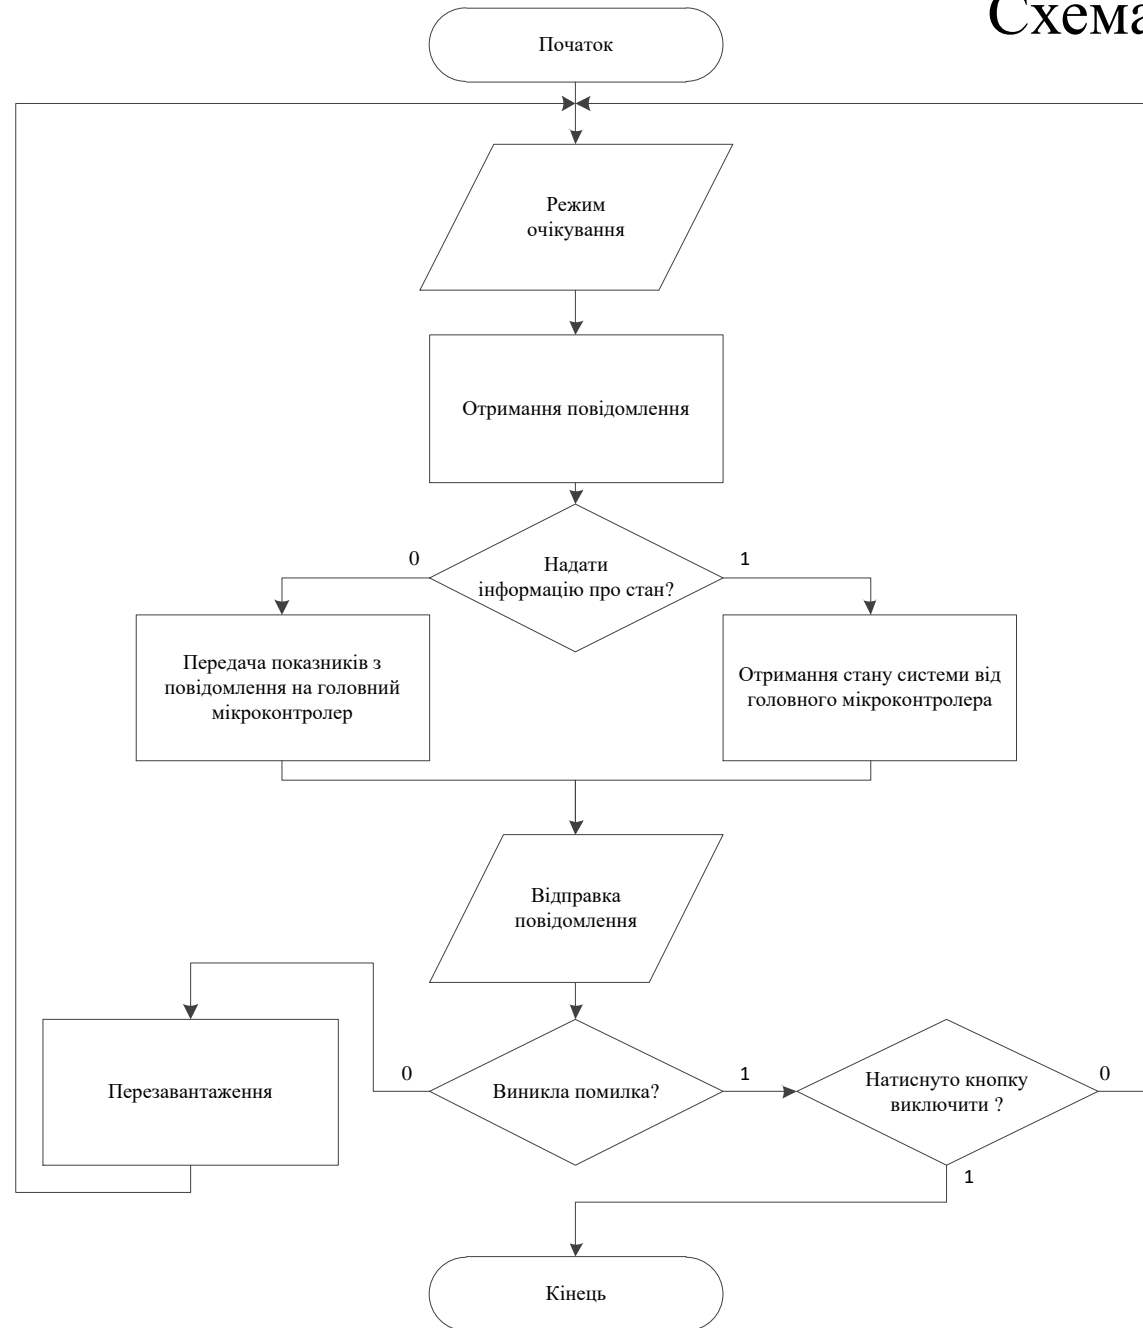 Схема
Початок
Режим
очікування
Отримання повідомлення
0
Надати
інформацію про стан?
1
Передача показників з
повідомлення на головний
мікроконтролер
Отримання стану системи від
головного мікроконтролера
Відправка
повідомлення
Перезавантаження
0
Виникла помилка?
1
Натиснуто кнопку
виключити ?
0
1
Кінець